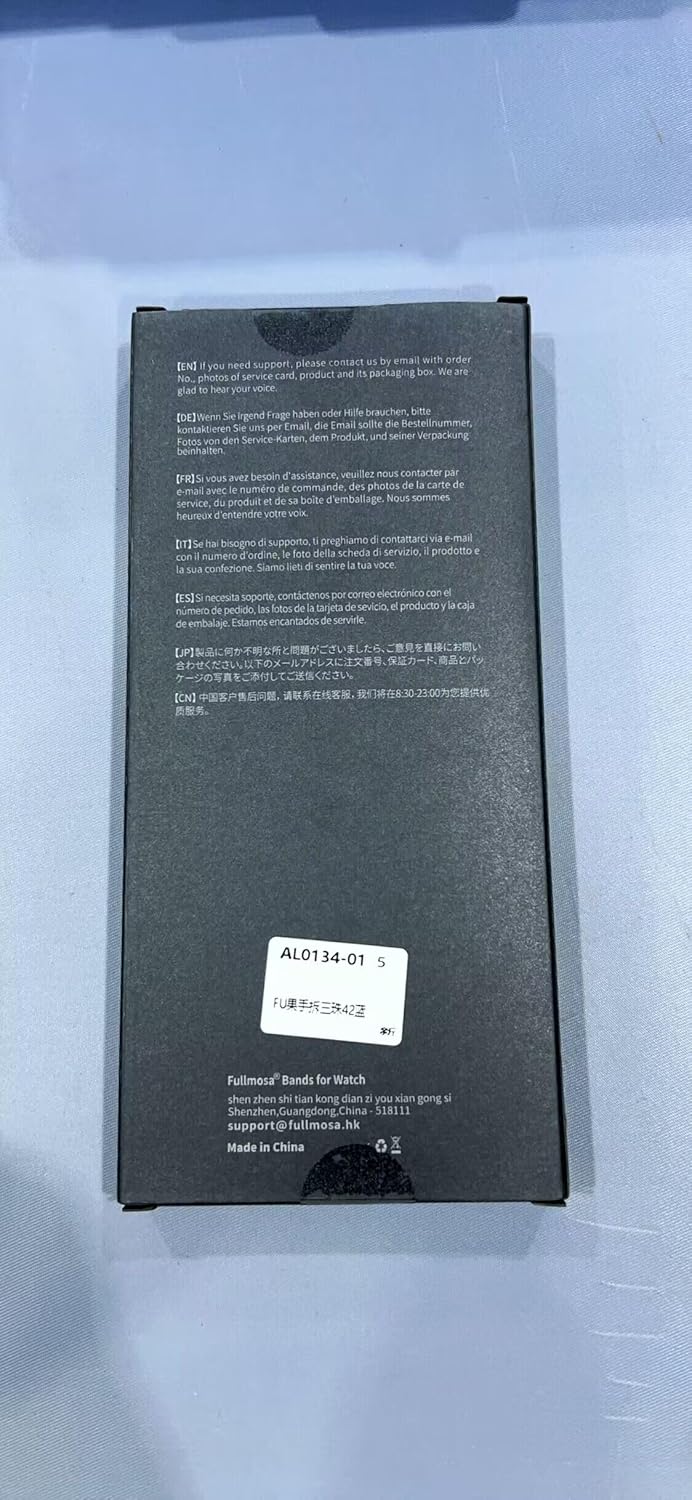 【EN】If you need support, please contact us by email with order
No., photos of service card, product and its packaging box. We are
glad to hear your voice.
【DE】Wenn Sie irgend Frage haben oder Hilfe brauchen, bitte
kontaktieren Sie uns per Email, die Email sollte die Bestellnummer,
Fotos von den Service-Karten, dem Produkt, und seiner Verpackung
beinhalten.
【FR】Si vous avez besoin d'assistance, veuillez nous contacter par
e-mail avec le numéro de commande, des photos de la carte de
service, du produit et de sa boîte d'emballage. Nous sommes
heureux d'entendre votre voix.
【IT】Se hai bisogno di supporto, ti preghiamo di contattarci via e-mail
con il numero d'ordine, le foto della scheda di servizio, il prodotto e
la sua confezione. Siamo lieti di sentire la tua voce.
【ES】Si necesita soporte, contáctenos por correo electrónico con el
número de pedido, las fotos de la tarjeta de sevicio, el producto y la caja
de embalaje. Estamos encantados de servirle.
【JP】製品に何か不明な所と問題がございましたら、ご意見を直接にお問い
合わせください。以下のメールアドレスに注文番号、保証カード、商品とパッ
ケージの写真をご添付してご送信ください。
【CN】中国客户售后问题，请联系在线客服，我们将在8:30-23:00为您提供优
质服务。
AL0134-01 5
FU果手拆三珠42蓝
Fullmosa® Bands for Watch
shen zhen shi tian kong dian zi you xian gong si
Shenzhen,Guangdong,China - 518111
support@fullmosa.hk
Made in China